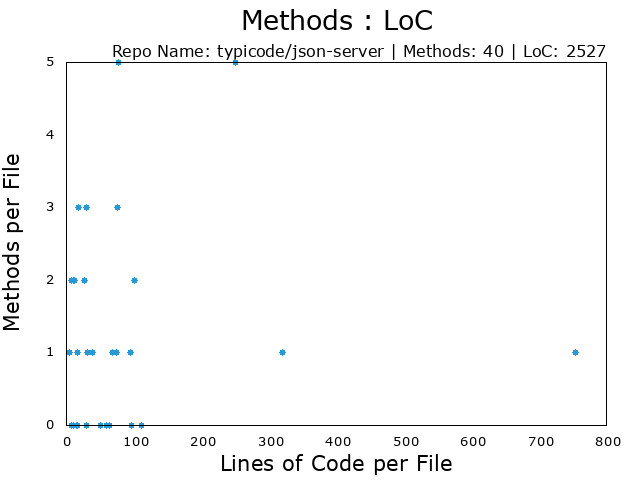 Methods : LoC
Repo Name: typicode/json-server | Methods: 40 | LoC: 2527
Methods per File
5
4
3
2
1
0
0 100 200 300 400 500 600 700 800
Lines of Code per File